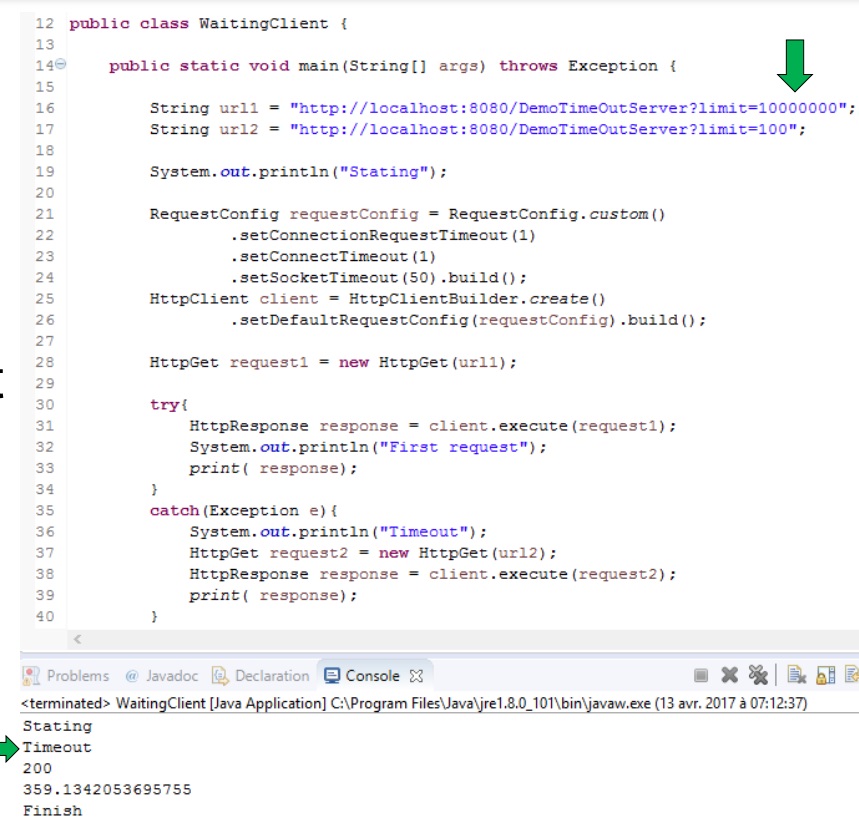 12 public class WaitingClient {
13
14 public static void main(String[] args) throws Exception {
15
16 String url1 = "http://localhost:8080/DemoTimeOutServer?limit=10000000";
17 String url2 = "http://localhost:8080/DemoTimeOutServer?limit=100";
18
19 System.out.println("Stating");
20
21 RequestConfig requestConfig = RequestConfig.custom()
22 .setConnectionRequestTimeout(1)
23 .setConnectTimeout(1)
24 .setSocketTimeout(50).build();
25 HttpClient client = HttpClientBuilder.create()
26 .setDefaultRequestConfig(requestConfig).build();
27
28 HttpGet request1 = new HttpGet(url1);
29
30 try{
31 HttpResponse response = client.execute(request1);
32 System.out.println("First request");
33 print( response);
34 }
35 catch(Exception e){
36 System.out.println("Timeout");
37 HttpGet request2 = new HttpGet(url2);
38 HttpResponse response = client.execute(request2);
39 print( response);
40 }
Problems @ Javadoc Declaration Console
<terminated> WaitingClient [Java Application] C:\Program Files\Java\jre1.8.0_101\bin\javaw.exe (13 avr. 2017 à 07:12:37)
Stating
Timeout
200
359.1342053695755
Finish